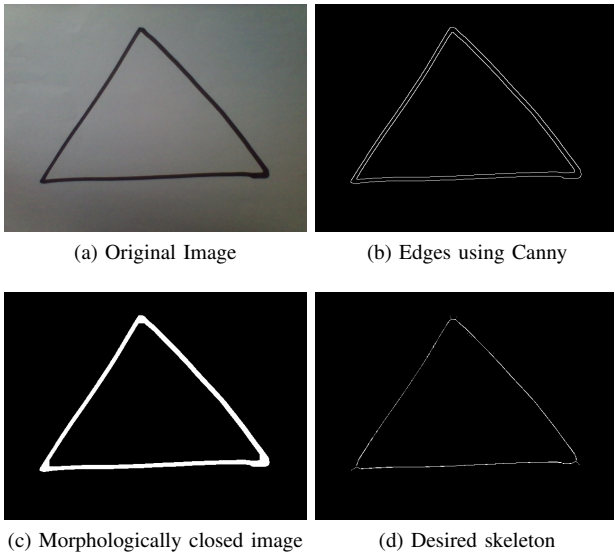 (a) Original Image
(b) Edges using Canny
(c) Morphologically closed image
(d) Desired skeleton